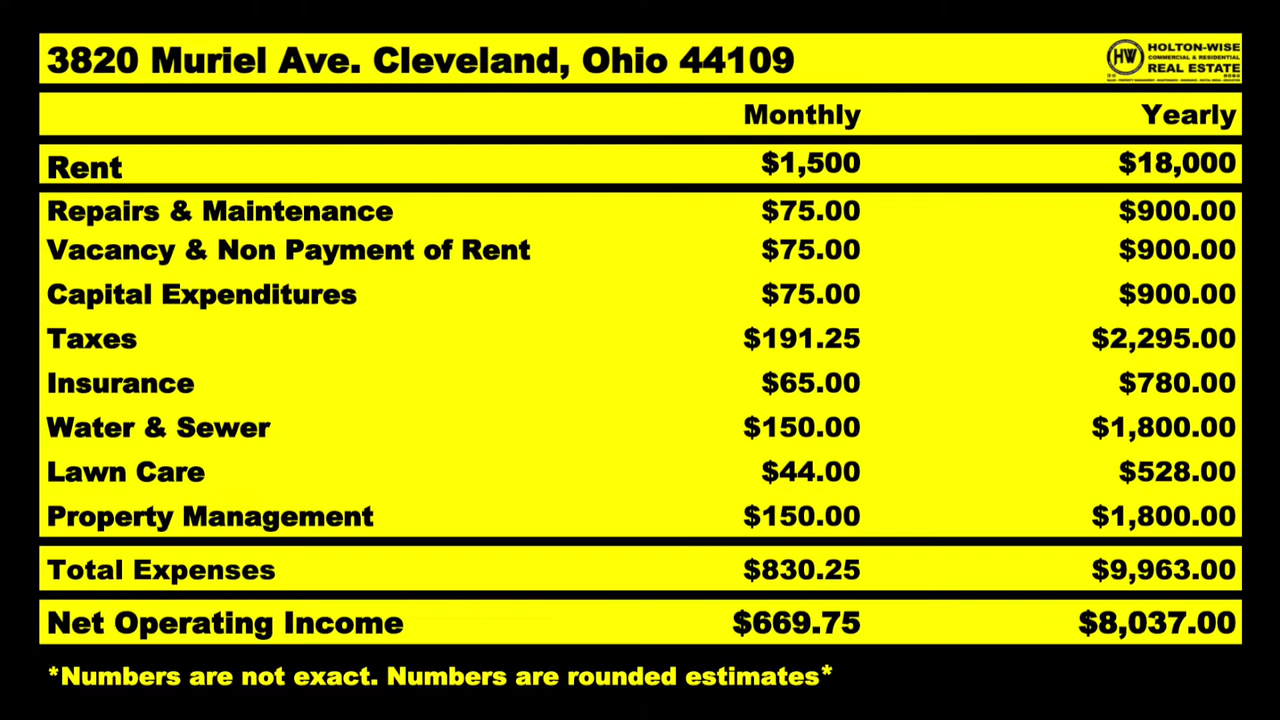 3820 Muriel Ave. Cleveland, Ohio 44109
HW
HOLTON-WISE
COMMERCIAL & RESIDENTIAL
REAL ESTATE
Monthly Yearly
Rent $1,500 $18,000
Repairs & Maintenance $75.00 $900.00
Vacancy & Non Payment of Rent $75.00 $900.00
Capital Expenditures $75.00 $900.00
Taxes $191.25 $2,295.00
Insurance $65.00 $780.00
Water & Sewer $150.00 $1,800.00
Lawn Care $44.00 $528.00
Property Management $150.00 $1,800.00
Total Expenses $830.25 $9,963.00
Net Operating Income $669.75 $8,037.00
*Numbers are not exact. Numbers are rounded estimates*